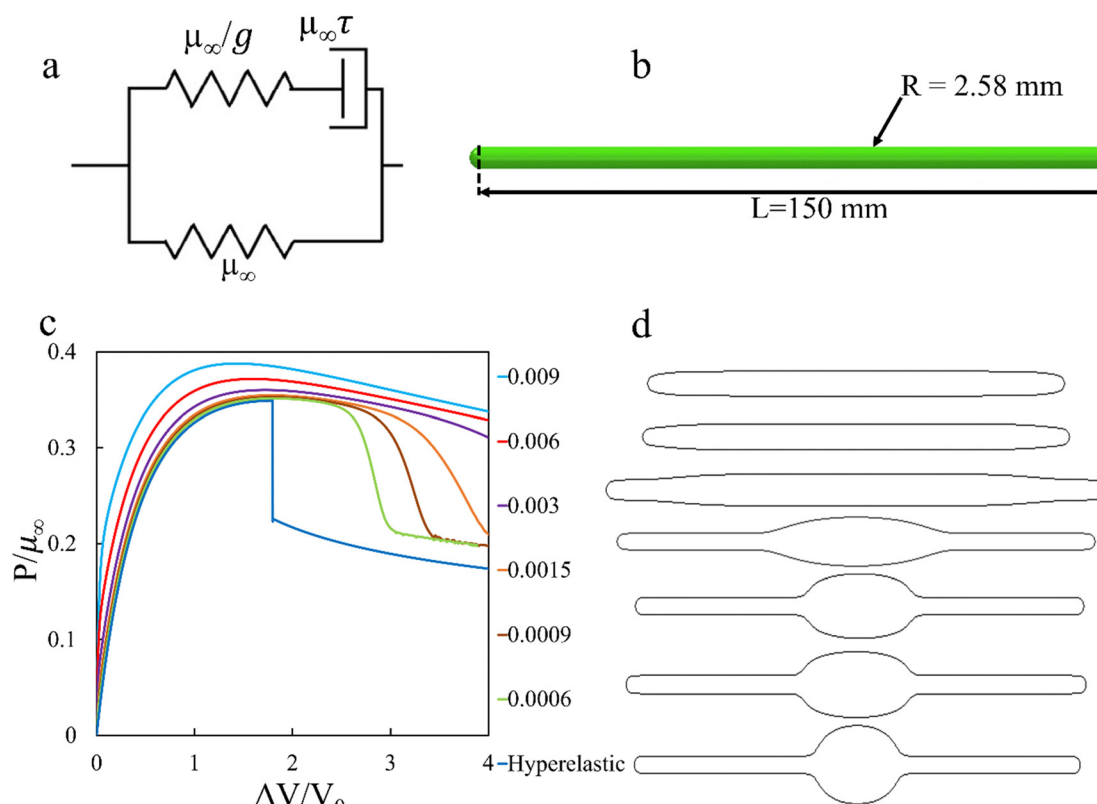 a
μ∞/g
μ∞τ
μ∞
b
R = 2.58 mm
L=150 mm
c
P/μ∞
0.4
0.3
0.2
0.1
0
0
1
2
3
4
ΔV/V₀
0.009
0.006
0.003
0.0015
0.0009
0.0006
Hyperelastic
d